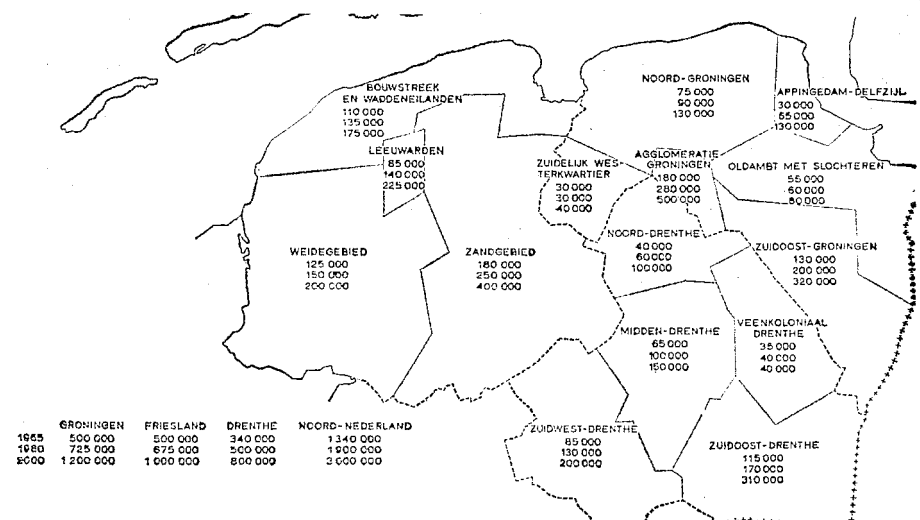 BOUWSTREEK
EN WADDENEILANDEN
110 000
135 000
175 000
NOORD-GRONINGEN
75 000
90 000
130 000
APPINGEDAM-DELFZIJL
30 000
55 000
130 000
LEEUWARDEN
85 000
140 000
225 000
ZUIDELIJK WES-
TERKWARTIER
30 000
30 000
40 000
AGGLOMERATIE
GRONINGEN
180 000
280 000
500 000
OLDAMBT MET SLOCHTEREN
55 000
60 000
80 000
WEIDEGEBIED
125 000
150 000
200 000
ZANDGEBIED
180 000
250 000
400 000
NOORD-DRENTHE
40 000
60 000
100 000
ZUIDOOST-GRONINGEN
130 000
200 000
320 000
MIDDEN-DRENTHE
65 000
100 000
150 000
VEENKOLONIAAL
DRENTHE
35 000
40 000
40 000
ZUIDWEST-DRENTHE
85 000
130 000
200 000
ZUIDOOST-DRENTHE
115 000
170 000
310 000
GRONINGEN FRIESLAND DRENTHE NOORD-NEDERLAND
1965 500 000 500 000 340 000 1 340 000
1980 725 000 675 000 500 000 1 900 000
2000 1 200 000 1 000 000 800 000 3 000 000